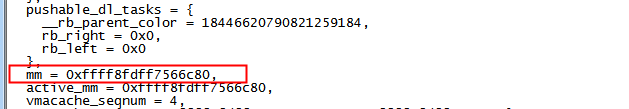 pushable_dl_tasks = {
__rb_parent_color = 18446620790821259184,
rb_right = 0x0,
rb_left = 0x0
},
mm = 0xffff8fdff7566c80,
active_mm = 0xffff8fdff7566c80,
vmacache_seqnum = 4,